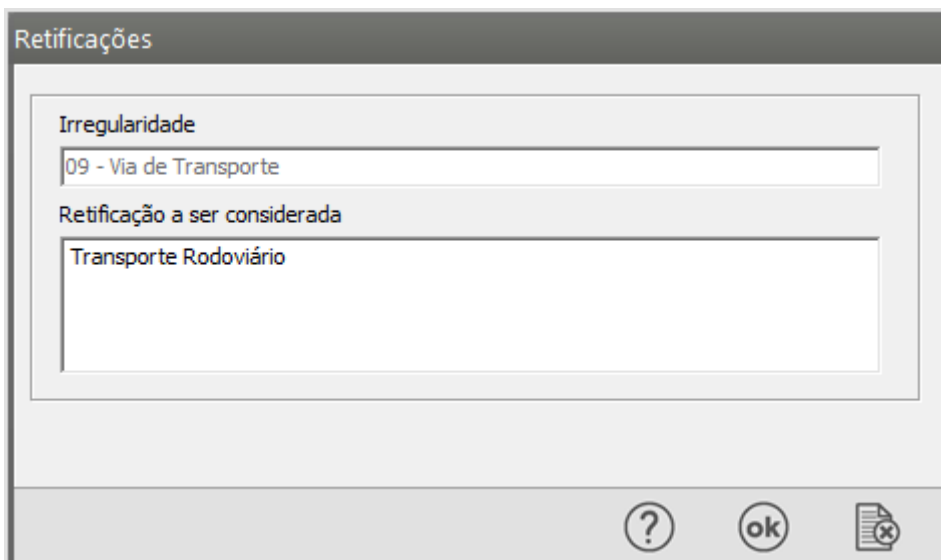 Retificações
Irregularidade
09 - Via de Transporte
Retificação a ser considerada
Transporte Rodoviário
?
ok